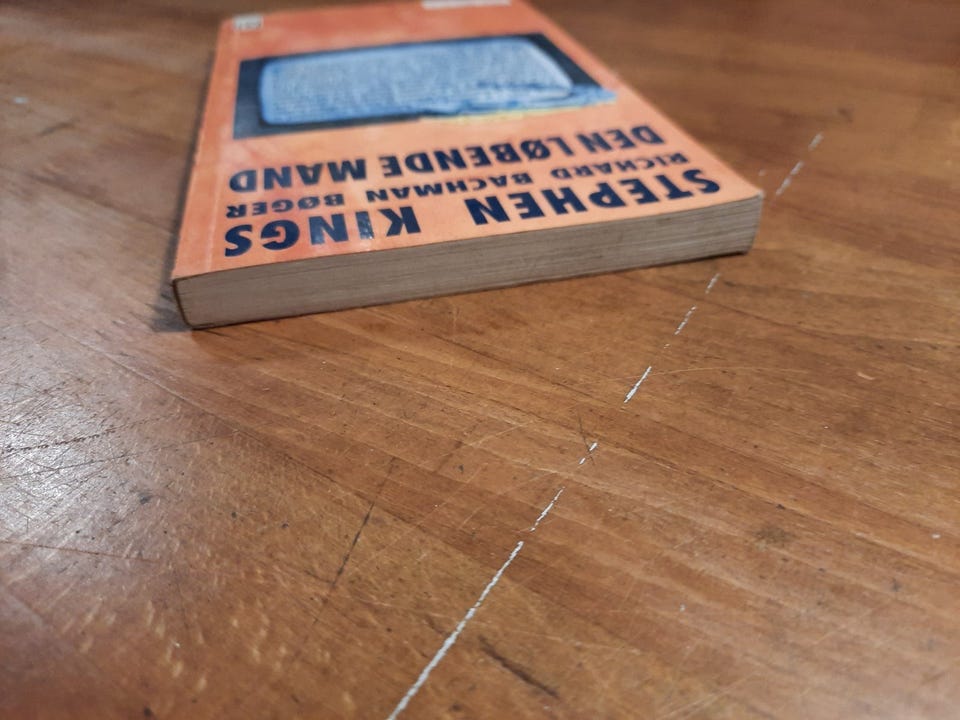 STEPHEN KINGS
RICHARD BACHMAN BØGER
DEN LØBENDE MAND